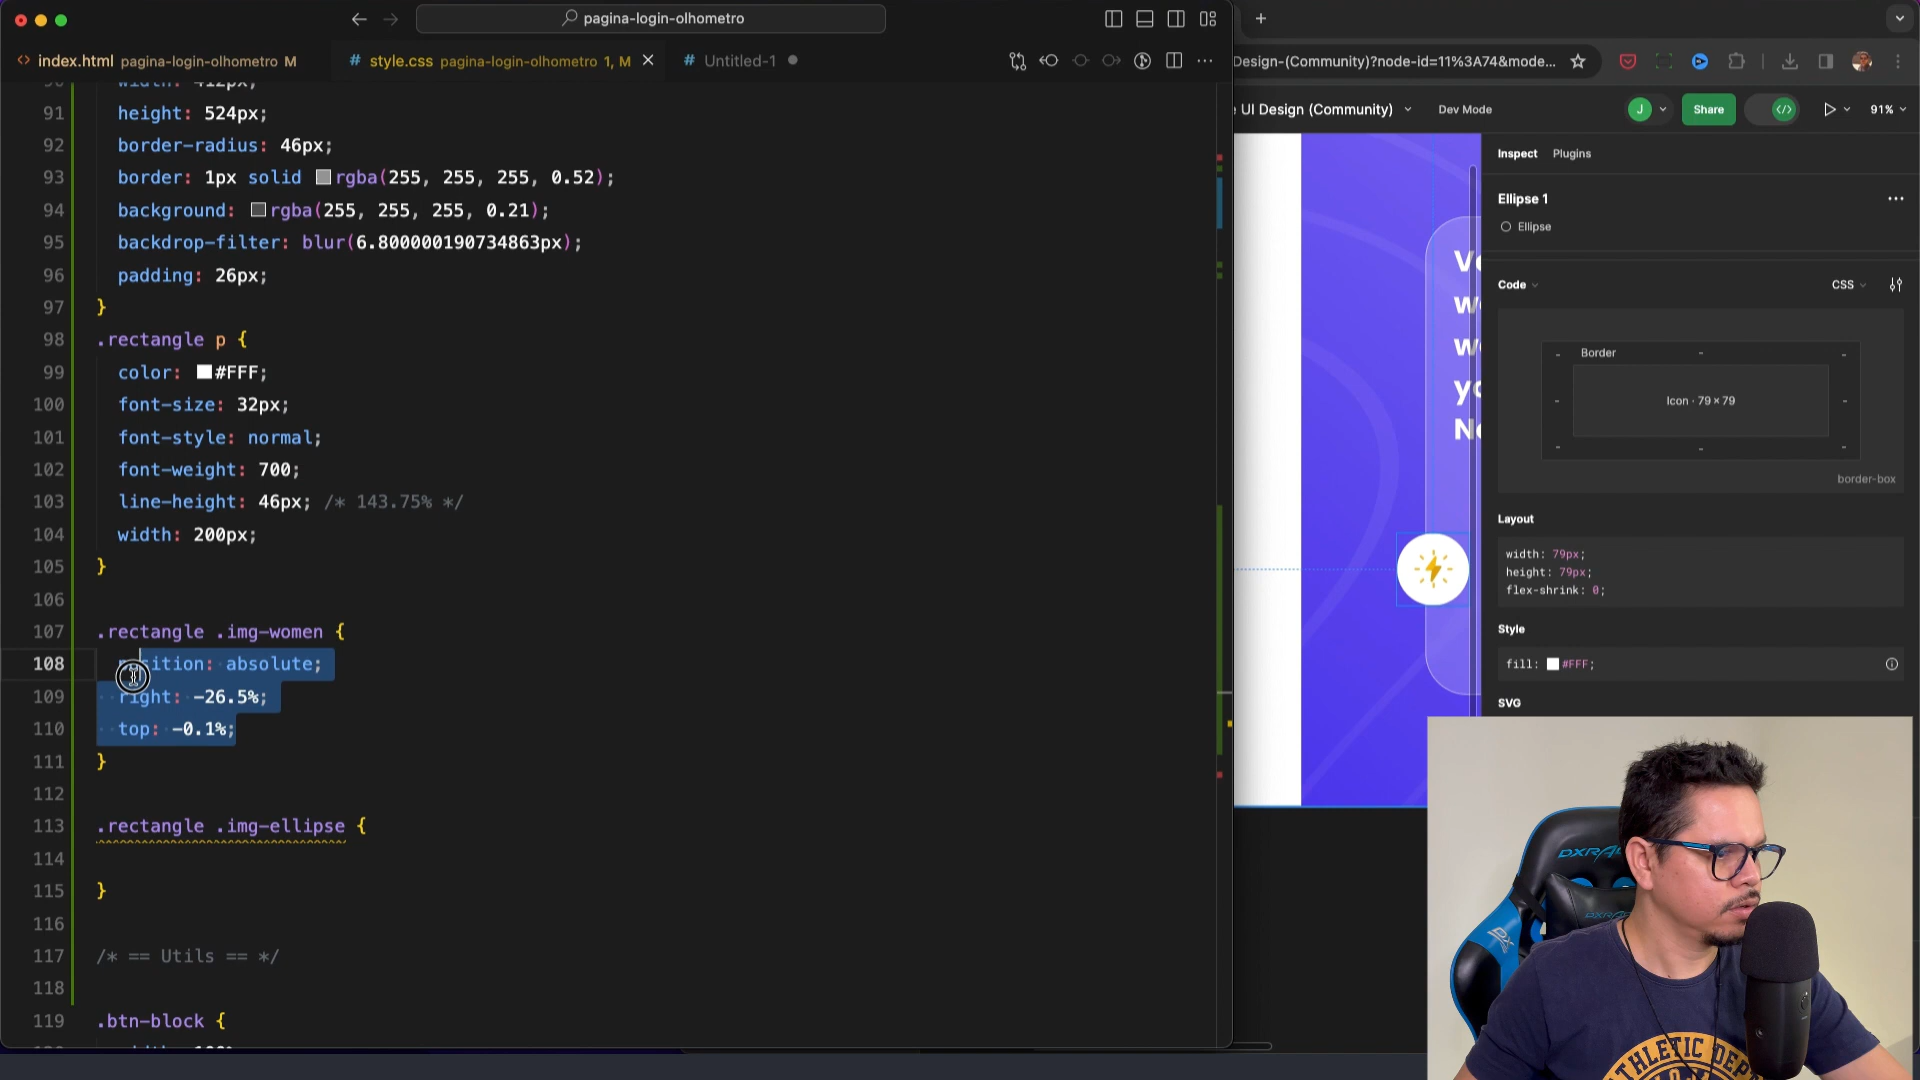 pagina-login-olhometro
index.html pagina-login-olhometro M
style.css pagina-login-olhometro 1, M
Untitled-1
91 height: 524px;
92 border-radius: 46px;
93 border: 1px solid rgba(255, 255, 255, 0.52);
94 background: rgba(255, 255, 255, 0.21);
95 backdrop-filter: blur(6.800000190734863px);
96 padding: 26px;
97 }
98 .rectangle p {
99 color: #FFF;
100 font-size: 32px;
101 font-style: normal;
102 font-weight: 700;
103 line-height: 46px; /* 143.75% */
104 width: 200px;
105 }
106
107 .rectangle .img-women {
108 position: absolute;
109 right: -26.5%;
110 top: -0.1%;
111 }
112
113 .rectangle .img-ellipse {
114
115 }
116
117 /* == Utils == */
118
119 .btn-block {
Design-(Community)?node-id=11%3A74&mode...
UI Design (Community)
Dev Mode
J
Share
</>
91%
Inspect Plugins
Ellipse 1
Ellipse
Code
CSS
Border
-
Icon · 79 × 79
border-box
Layout
width: 79px;
height: 79px;
flex-shrink: 0;
Style
fill: #FFF;
SVG
DXRA
DX
ATHLETIC DEP